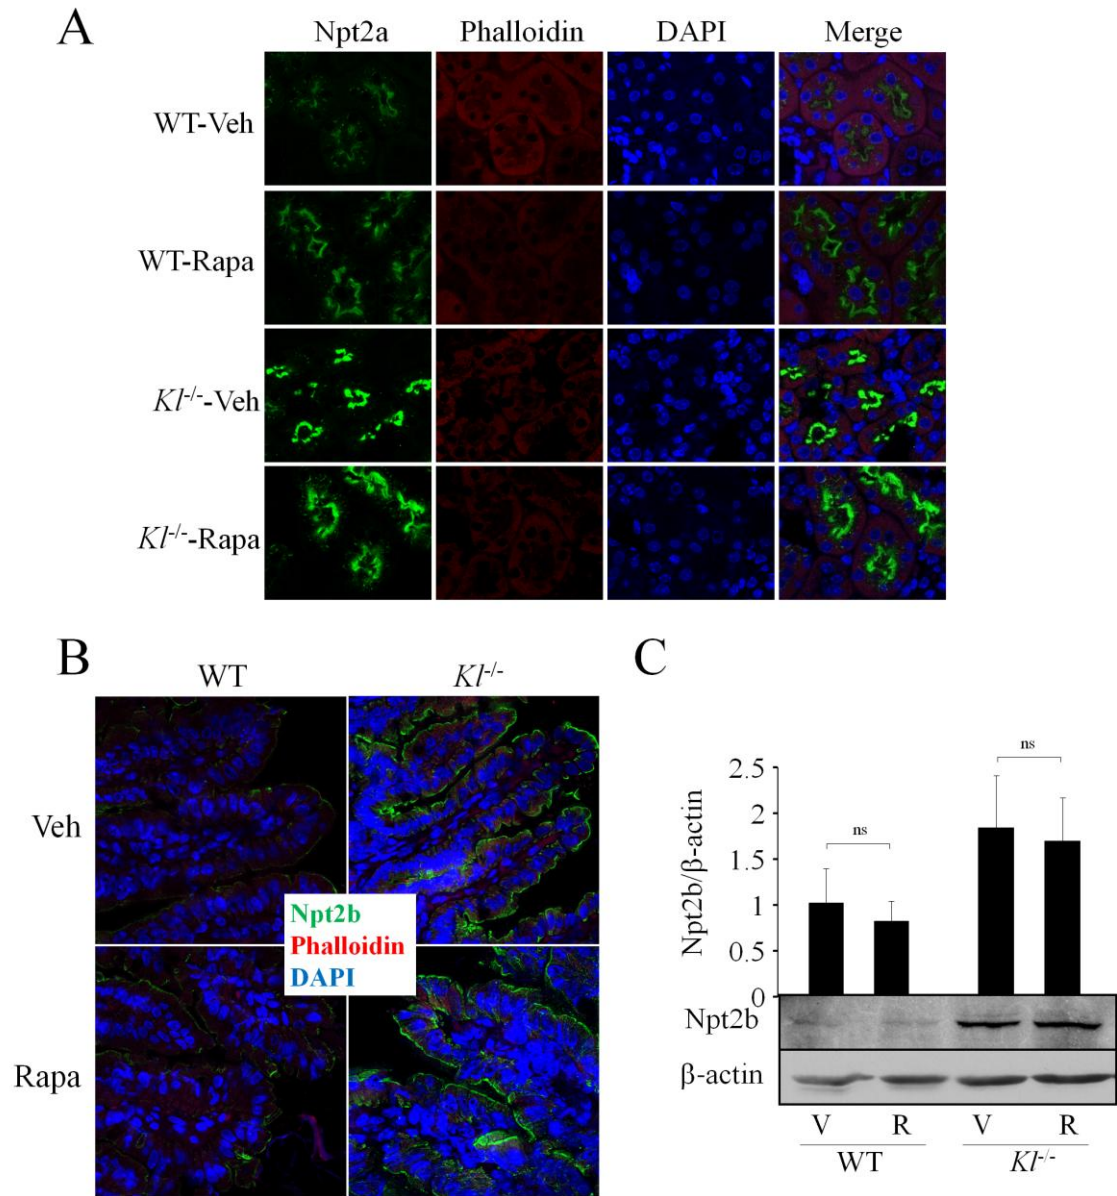 A
Npt2a Phalloidin DAPI Merge
WT-Veh
WT-Rapa
Kl-/--Veh
Kl-/--Rapa
B
WT Kl-/-
Veh
Npt2b
Phalloidin
DAPI
Rapa
C
ns
ns
Npt2b/β-actin
2.5
2
1.5
1
0.5
0
Npt2b
β-actin
V R V R
WT Kl-/-